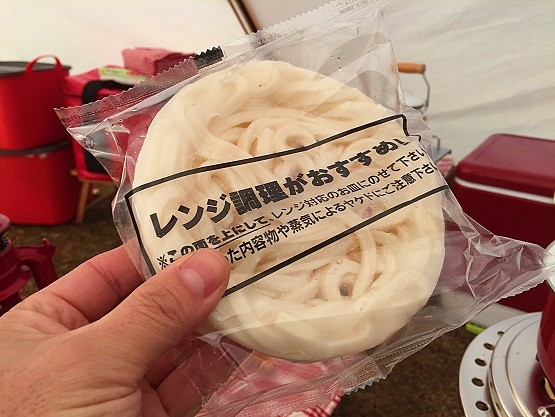 レンジ調理がおすすめ!
※この面を上にして、レンジ対応のお皿にのせて下さい
た内容物や蒸気によるヤケドにご注意下さい